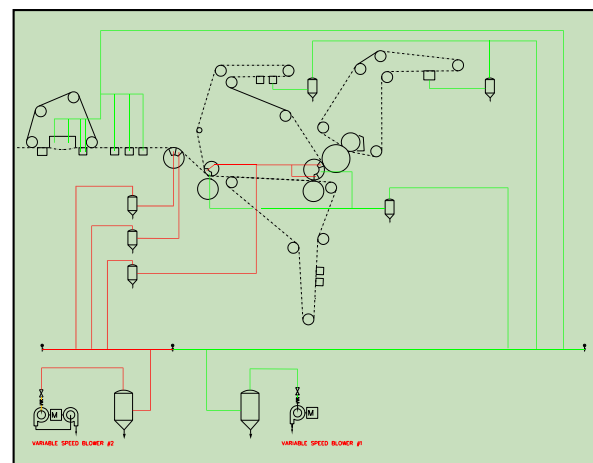 M
M
VARIABLE SPEED BLOWER #2
VARIABLE SPEED BLOWER #1